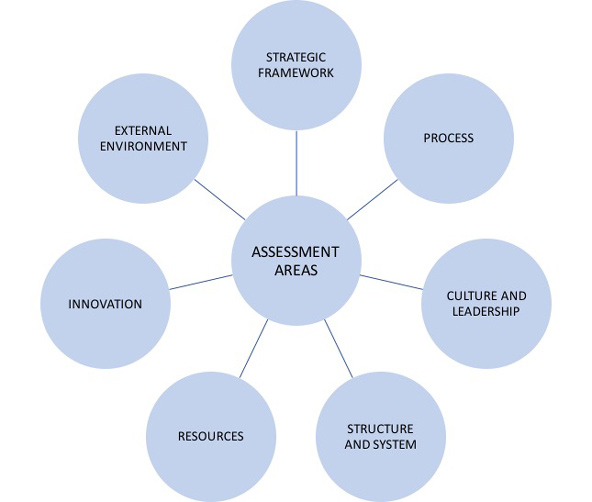 STRATEGIC
FRAMEWORK
EXTERNAL
ENVIRONMENT
PROCESS
ASSESSMENT
AREAS
INNOVATION
CULTURE AND
LEADERSHIP
RESOURCES
STRUCTURE
AND SYSTEM